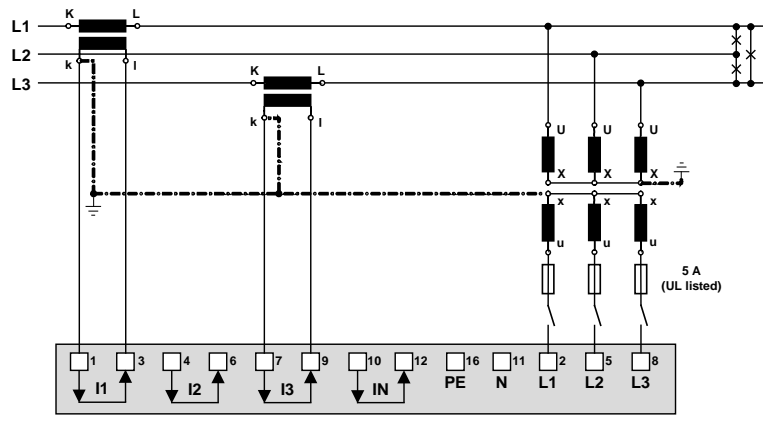 K L
L1
L2
k l
L3
K L
k l
U U U
X X X
x x x
u u u
5 A
(UL listed)
1 3 4 6 7 9 10 12 16 11 2 5 8
I1 I2 I3 IN PE N L1 L2 L3